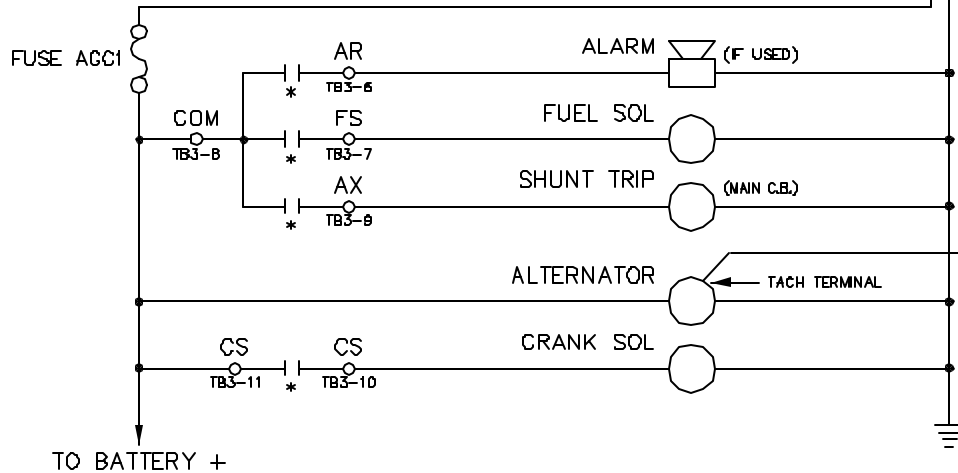 FUSE ACC1
AR
TB3-6
ALARM
(IF USED)
COM
TB3-8
FS
TB3-7
FUEL SOL
AX
TB3-9
SHUNT TRIP
(MAIN C.B.)
ALTERNATOR
TACH TERMINAL
CS
TB3-11
CS
TB3-10
CRANK SOL
*
*
*
*
TO BATTERY +